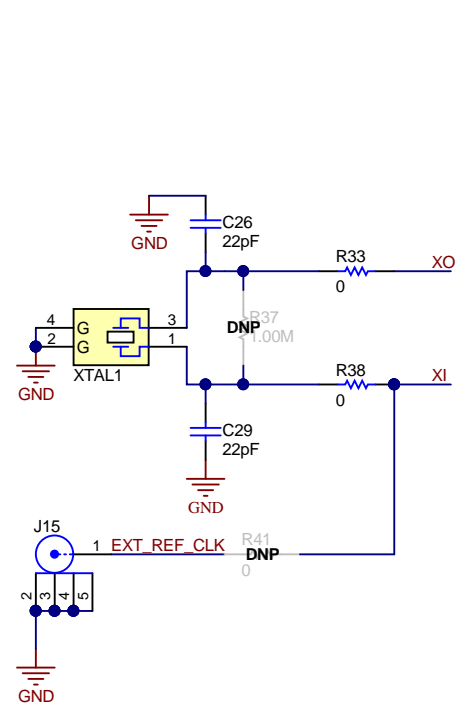 C26
GND
22pF
R33
XO
0
4
G
3
R37
DNP
1.00M
2
G
1
XTAL1
R38
XI
GND
0
C29
22pF
GND
J15
1
EXT_REF_CLK
R41
DNP
0
2
3
4
5
GND